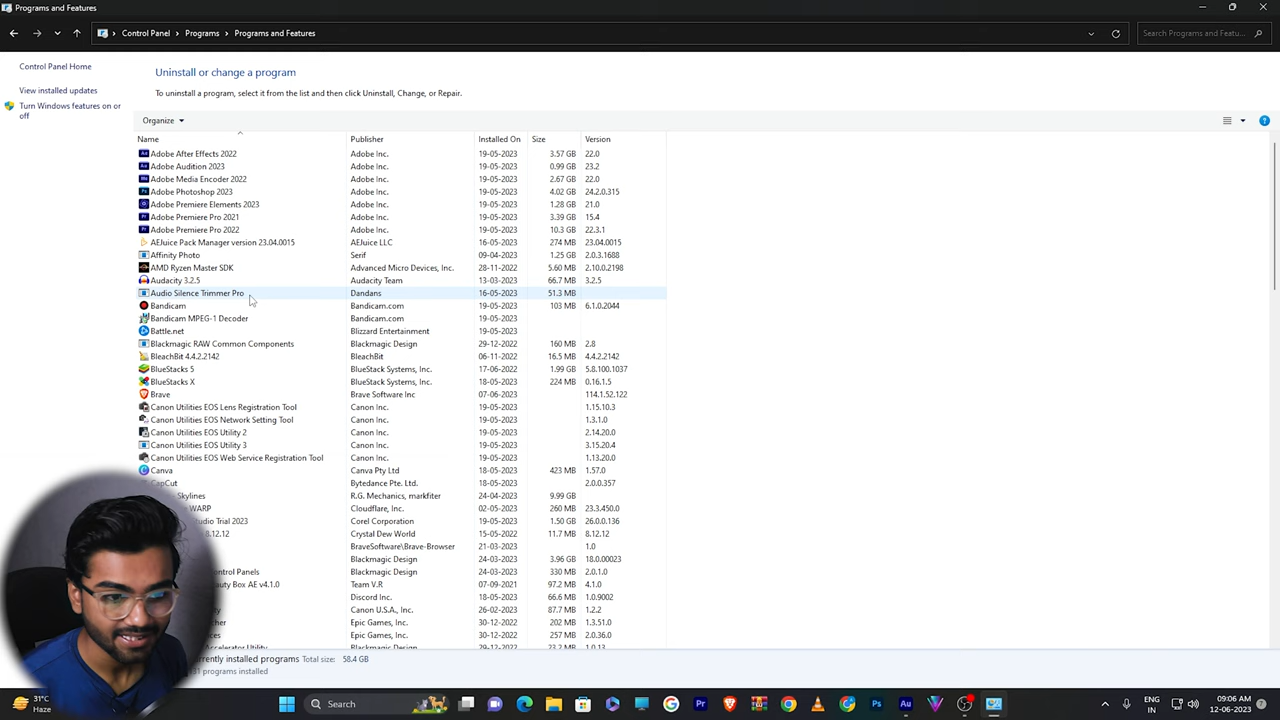 Programs and Features
Control Panel > Programs > Programs and Features
Search Programs and Featu...
Control Panel Home
View installed updates
Turn Windows features on or off
Uninstall or change a program
To uninstall a program, select it from the list and then click Uninstall, Change, or Repair.
Organize
Name Publisher Installed On Size Version
Adobe After Effects 2022 Adobe Inc. 19-05-2023 3.57 GB 22.0
Adobe Audition 2023 Adobe Inc. 19-05-2023 0.99 GB 23.2
Adobe Media Encoder 2022 Adobe Inc. 19-05-2023 2.67 GB 22.0
Adobe Photoshop 2023 Adobe Inc. 19-05-2023 4.02 GB 24.2.0.315
Adobe Premiere Elements 2023 Adobe Inc. 19-05-2023 1.28 GB 21.0
Adobe Premiere Pro 2021 Adobe Inc. 19-05-2023 3.39 GB 15.4
Adobe Premiere Pro 2022 Adobe Inc. 19-05-2023 10.3 GB 22.3.1
AEJuice Pack Manager version 23.04.0015 AEJuice LLC 16-05-2023 274 MB 23.04.0015
Affinity Photo Serif 09-04-2023 1.25 GB 2.0.3.1688
AMD Ryzen Master SDK Advanced Micro Devices, Inc. 28-11-2022 5.60 MB 2.10.0.2198
Audacity 3.2.5 Audacity Team 13-03-2023 66.7 MB 3.2.5
Audio Silence Trimmer Pro Dandans 16-05-2023 51.3 MB
Bandicam Bandicam.com 19-05-2023 103 MB 6.1.0.2044
Bandicam MPEG-1 Decoder Bandicam.com 19-05-2023
Battle.net Blizzard Entertainment 19-05-2023
Blackmagic RAW Common Components Blackmagic Design 29-12-2022 160 MB 2.8
BleachBit 4.4.2.2142 BleachBit 06-11-2022 16.5 MB 4.4.2.2142
BlueStacks 5 BlueStack Systems, Inc. 17-06-2022 1.99 GB 5.8.100.1037
BlueStacks X BlueStack Systems, Inc. 18-05-2023 224 MB 0.16.1.5
Brave Brave Software Inc 07-06-2023 114.1.52.122
Canon Utilities EOS Lens Registration Tool Canon Inc. 19-05-2023 1.15.10.3
Canon Utilities EOS Network Setting Tool Canon Inc. 19-05-2023 1.3.1.0
Canon Utilities EOS Utility 2 Canon Inc. 19-05-2023 2.14.20.0
Canon Utilities EOS Utility 3 Canon Inc. 19-05-2023 3.15.20.4
Canon Utilities EOS Web Service Registration Tool Canon Inc. 19-05-2023 1.13.20.0
Canva Canva Pty Ltd 18-05-2023 423 MB 1.57.0
CapCut Bytedance Pte. Ltd. 18-05-2023 2.0.0.357
Skylines R.G. Mechanics, markfiter 24-04-2023 9.99 GB
WARP Cloudflare, Inc. 02-05-2023 260 MB 23.3.450.0
Trial 2023 Corel Corporation 19-05-2023 1.50 GB 26.0.0.136
8.12.12 Crystal Dew World 15-05-2022 11.7 MB 8.12.12
BraveSoftware\Brave-Browser 21-03-2023 1.0
Blackmagic Design 24-03-2023 3.96 GB 18.0.00023
Control Panels Blackmagic Design 24-03-2023 330 MB 2.0.1.0
Box AE v4.1.0 Team V.R 07-09-2021 97.2 MB 4.1.0
Discord Inc. 18-05-2023 66.6 MB 1.0.9002
Canon U.S.A., Inc. 26-02-2023 87.7 MB 1.2.2
Epic Games, Inc. 30-12-2022 202 MB 1.3.51.0
Epic Games, Inc. 30-12-2022 257 MB 2.0.36.0
Accelerator Utility Blackmagic Design 29-12-2022 23.2 MB 1.0.13
installed programs Total size: 58.4 GB
programs installed
31°C
Haze
Search
ENG
IN
09:06 AM
12-06-2023